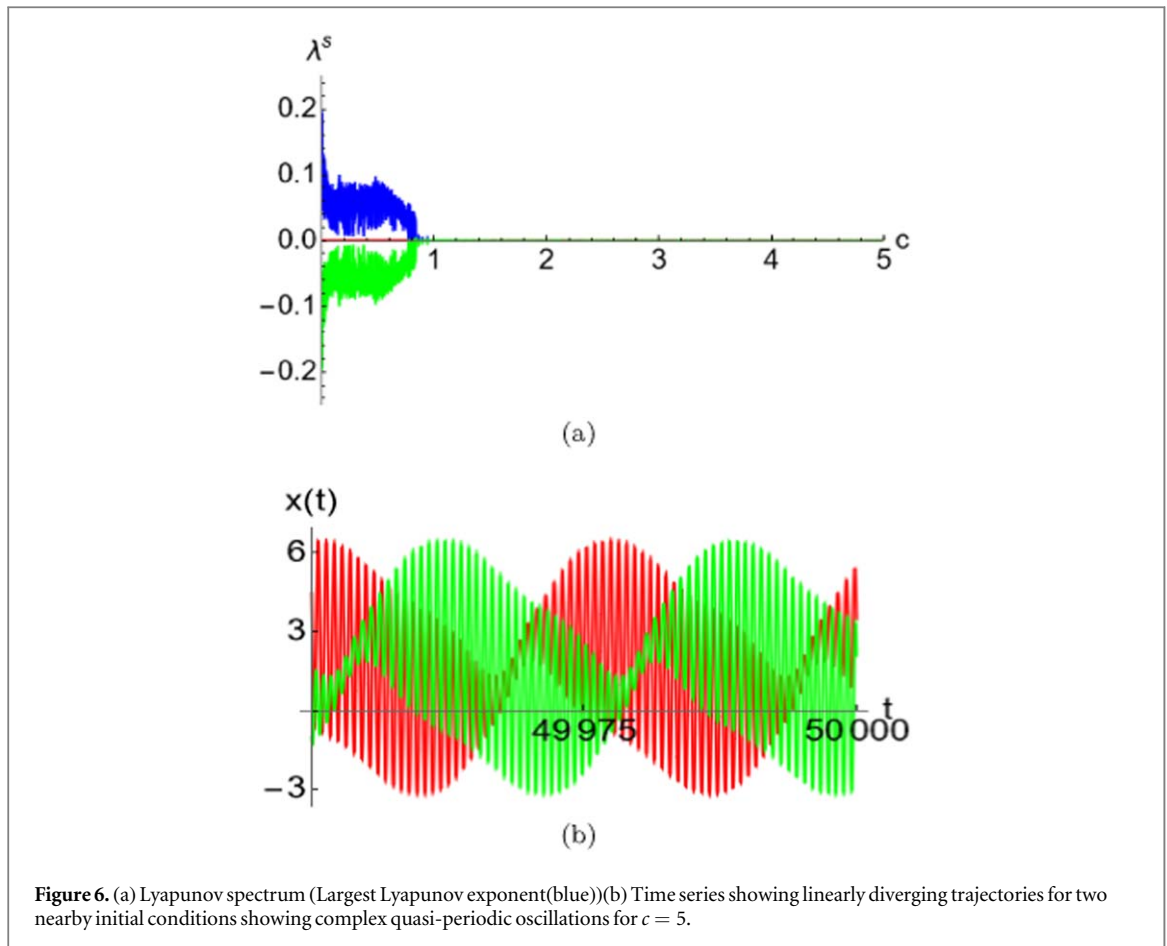 λˢ
0.2
0.1
0.0
1 2 3 4 5 c
−0.1
−0.2
(a)
x(t)
6
3
t
49 975 50 000
−3
(b)
Figure 6. (a) Lyapunov spectrum (Largest Lyapunov exponent(blue))(b) Time series showing linearly diverging trajectories for two
nearby initial conditions showing complex quasi-periodic oscillations for c = 5.